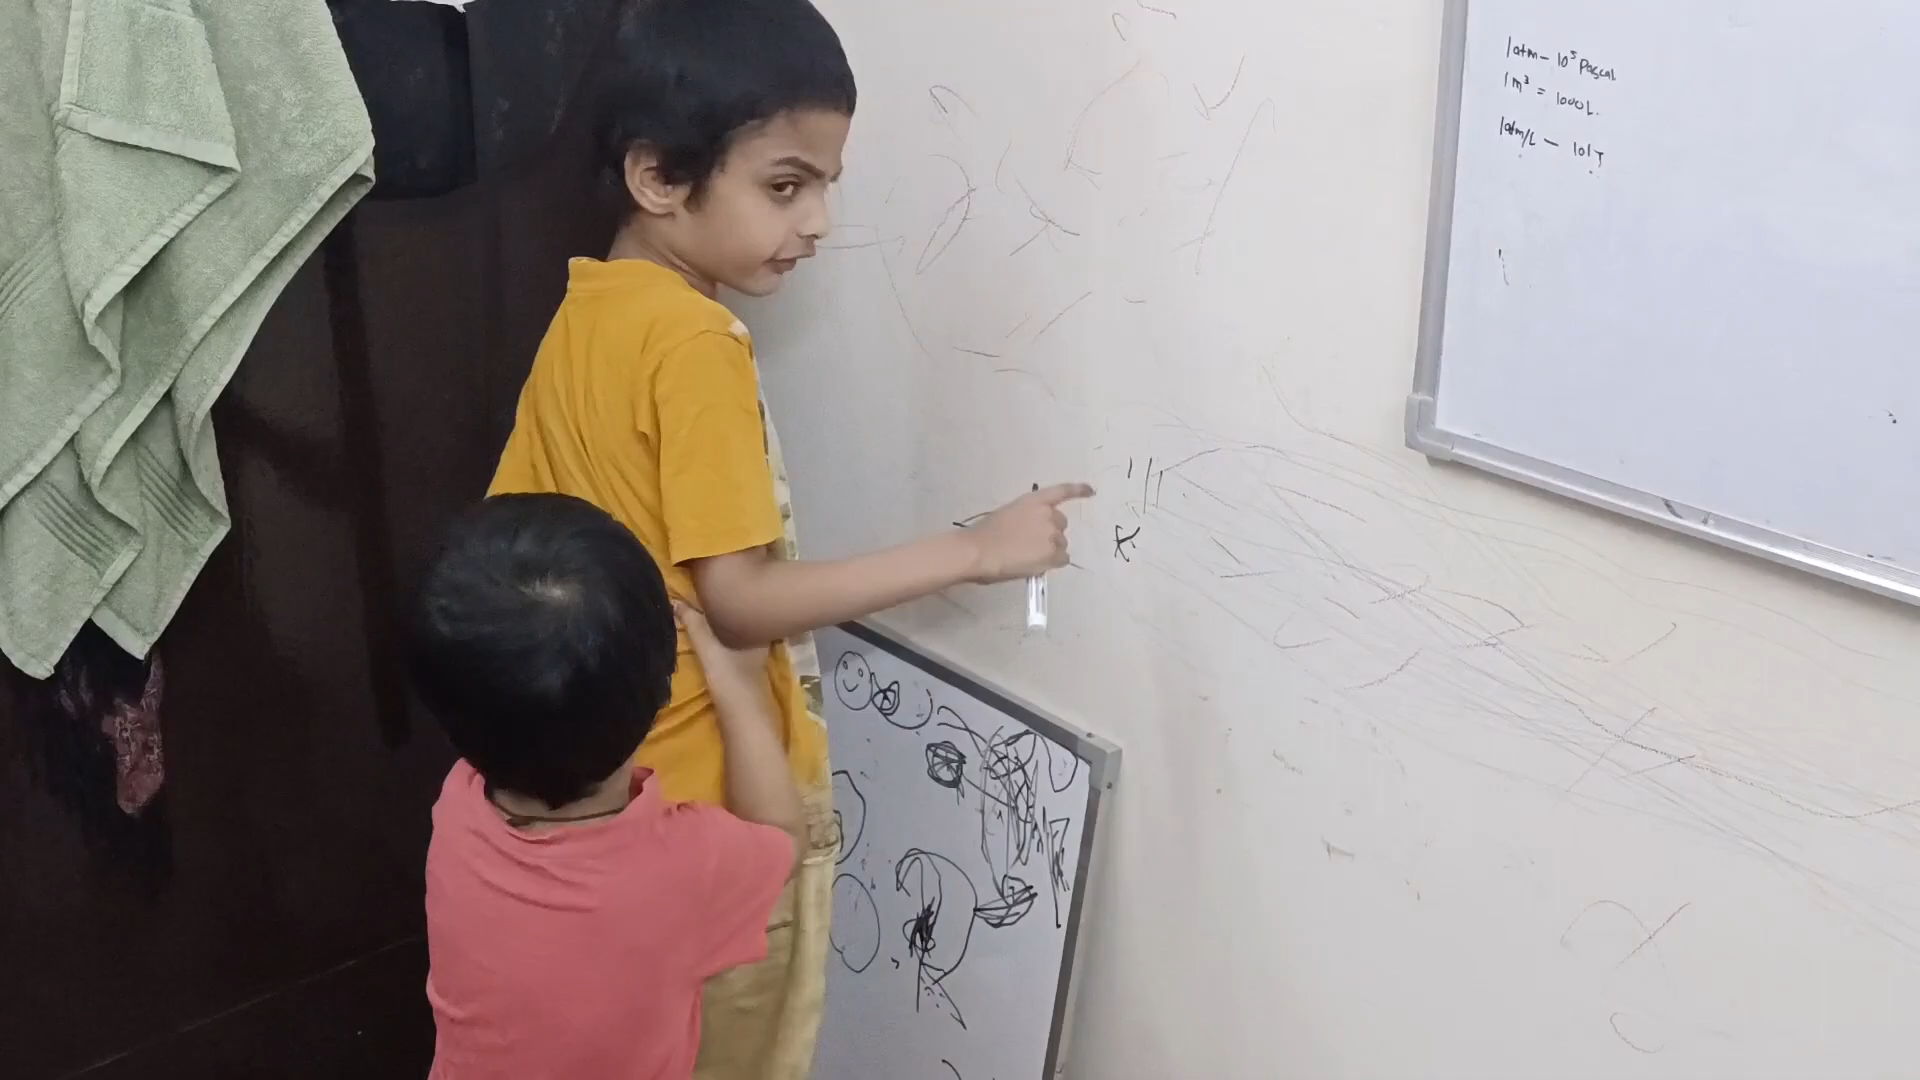 1atm - 10⁵ Pascal
1m³ = 1000L.
1atm/L - 101J